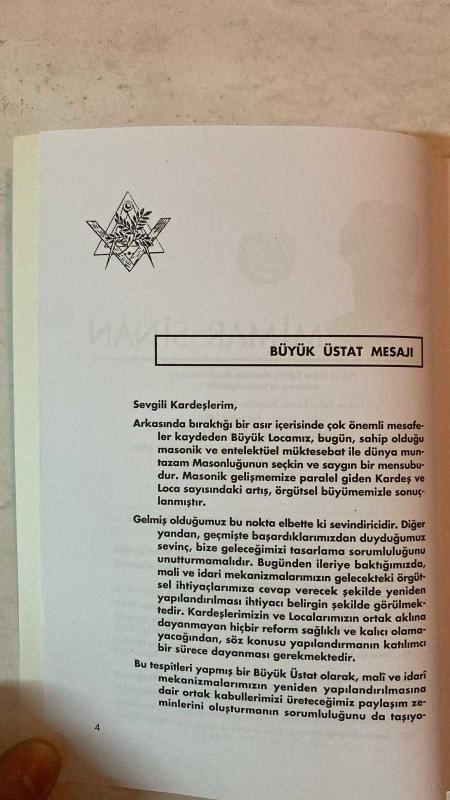 MİMAR SİNAN
BÜYÜK ÜSTAT MESAJI
Sevgili Kardeşlerim,
Arkasında bıraktığı bir asır içerisinde çok önemli mesafe-
ler kaydeden Büyük Locamız, bugün, sahip olduğu
masonik ve entelektüel müktesebat ile dünya mun-
tazam Masonluğunun seçkin ve saygın bir mensubu-
dur. Masonik gelişmemize paralel giden Kardeş ve
Loca sayısındaki artış, örgütsel büyümemizle sonuç-
lanmıştır.
Gelmiş olduğumuz bu nokta elbette ki sevindiricidir. Diğer
yandan, geçmişte başardıklarımızdan duyduğumuz
sevinç, bize geleceğimizi tasarlama sorumluluğunu
unutturmamalıdır. Bugünden ileriye baktığımızda,
mali ve idari mekanizmalarımızın gelecekteki örgüt-
sel ihtiyaçlarımıza cevap verecek şekilde yeniden
yapılandırılması ihtiyacı belirgin şekilde görülmek-
tedir. Kardeşlerimizin ve Localarımızın ortak aklına
dayanmayan hiçbir reform sağlıklı ve kalıcı olama-
yacağından, söz konusu yapılandırmanın katılımcı
bir sürece dayanması gerekmektedir.
Bu tespitleri yapmış bir Büyük Üstat olarak, malî ve idarî
mekanizmalarımızın yeniden yapılandırılmasına
dair ortak kabullerimizi üreteceğimiz paylaşım ze-
minlerini oluşturmanın sorumluluğunu da taşıyo-
4